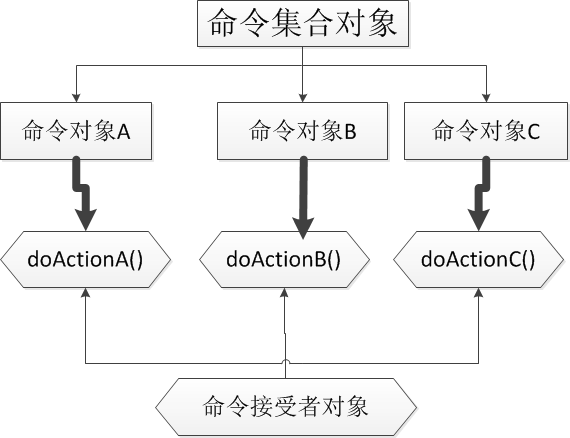 命令集合对象
命令对象A
命令对象B
命令对象C
doActionA()
doActionB()
doActionC()
命令接受者对象